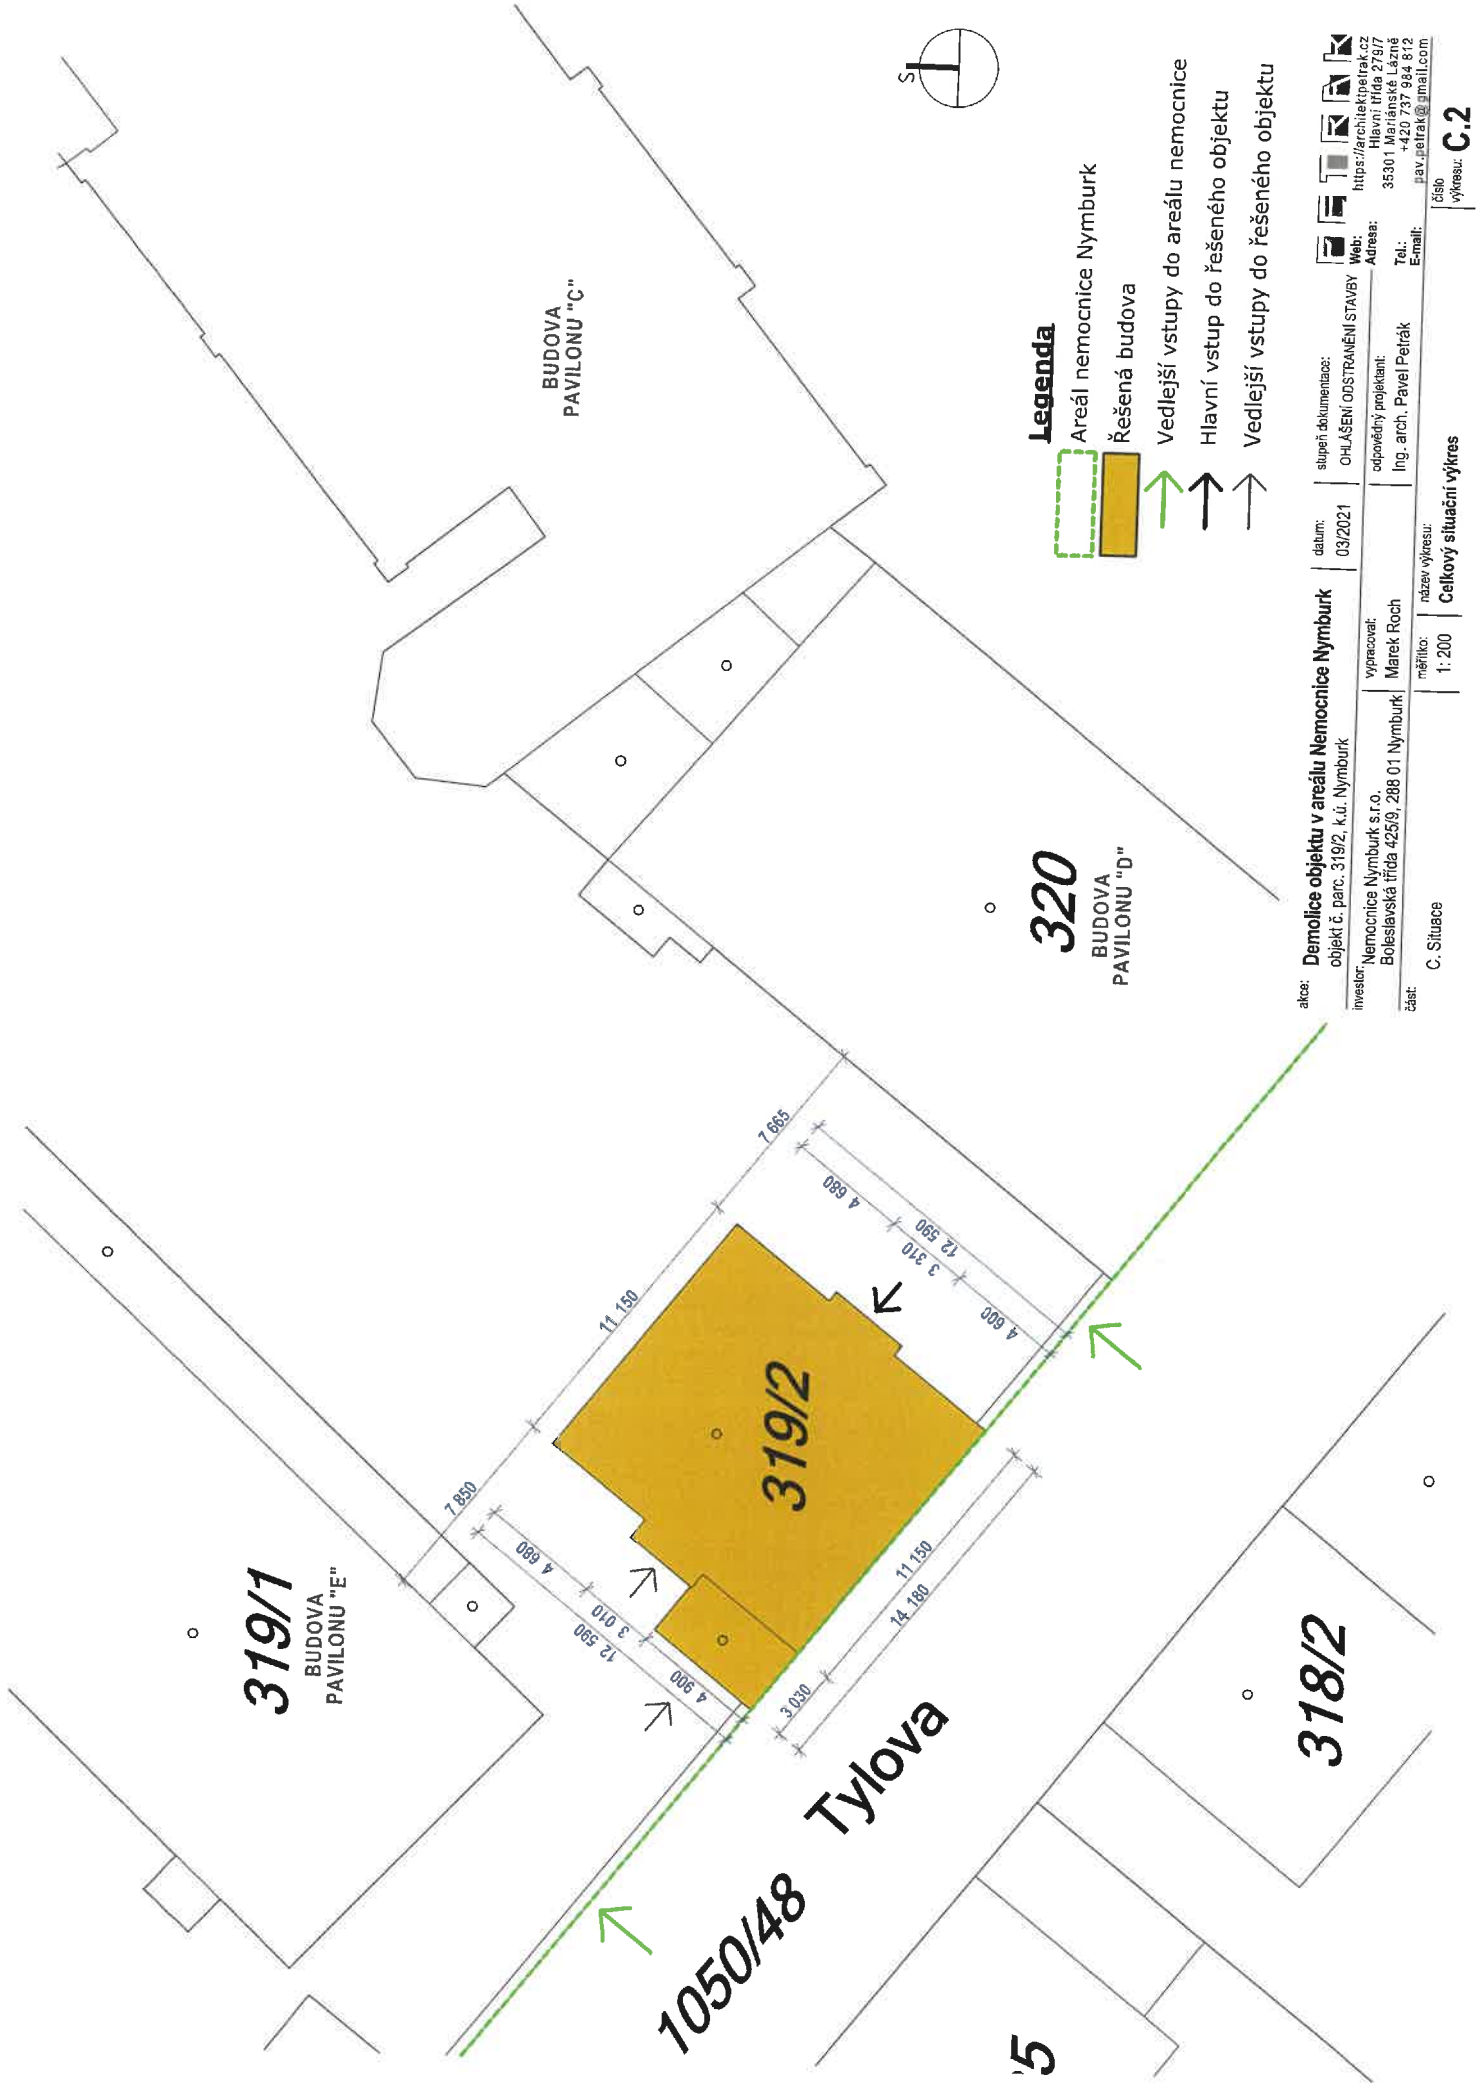 BUDOVA
PAVILONU "C"
S
319/1
BUDOVA
PAVILONU "E"
320
BUDOVA
PAVILONU "D"
319/2
318/2
1050/48
Tylova
7 850
11 150
7 665
4 680
3 010
12 590
4 900
4 680
3 310
12 590
4 600
3 030
11 150
14 180
Legenda
Areál nemocnice Nymburk
Řešená budova
Vedlejší vstupy do areálu nemocnice
Hlavní vstup do řešeného objektu
Vedlejší vstupy do řešeného objektu
akce: Demolice objektu v areálu Nemocnice Nymburk
objekt č. parc. 319/2, k.ú. Nymburk
datum:
03/2021
stupeň dokumentace:
OHLÁŠENÍ ODSTRANĚNÍ STAVBY
PETRAK
Web: https://architektpetrak.cz
Adresa: Hlavní třída 279/7
35301 Mariánské Lázně
Tel.: +420 737 984 812
E-mail: pav.petrak@gmail.com
investor: Nemocnice Nymburk s.r.o.
Boleslavská třída 425/9, 288 01 Nymburk
vypracoval:
Marek Roch
odpovědný projektant:
Ing. arch. Pavel Petrák
část:
C. Situace
měřítko:
1: 200
název výkresu:
Celkový situační výkres
číslo
výkresu: C.2